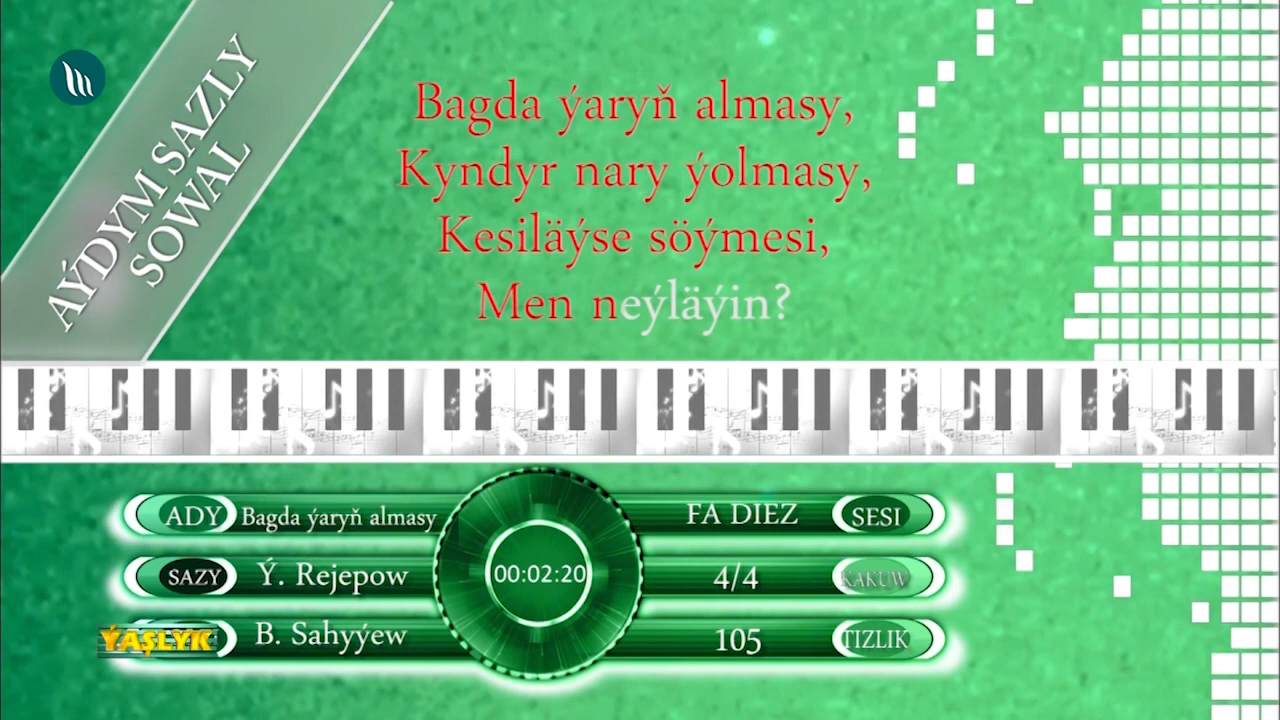 AÝDYM SAZLY
SOWAL
Bagda ýaryň almasy,
Kyndyr nary ýolmasy,
Kesiläýse söýmesi,
Men neýläýin?
ADY Bagda ýaryň almasy
FA DIEZ SESI
SAZY Ý. Rejepow
00:02:20
4/4 KAKUW
ÝAŞLYK B. Sahyýew
105 TIZLIK